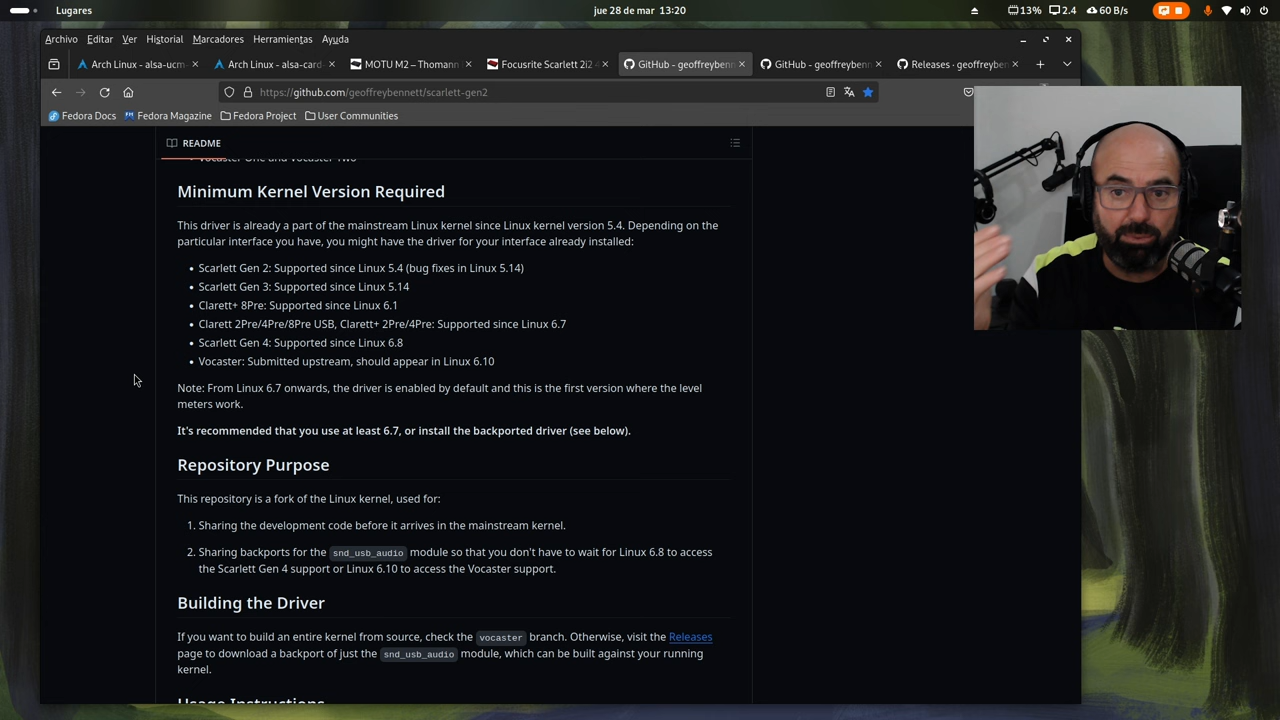 Lugares
jue 28 de mar 13:20
13% 2.4 60 B/s
Archivo Editar Ver Historial Marcadores Herramientas Ayuda
Arch Linux - alsa-ucm-
Arch Linux - alsa-card-
MOTU M2 – Thomann
Focusrite Scarlett 2i2 4
GitHub - geoffreybenn
GitHub - geoffreybenn
Releases · geoffreyben
https://github.com/geoffreybennett/scarlett-gen2
Fedora Docs Fedora Magazine Fedora Project User Communities
README
Vocaster One and Vocaster Two
Minimum Kernel Version Required
This driver is already a part of the mainstream Linux kernel since Linux kernel version 5.4. Depending on the
particular interface you have, you might have the driver for your interface already installed:
• Scarlett Gen 2: Supported since Linux 5.4 (bug fixes in Linux 5.14)
• Scarlett Gen 3: Supported since Linux 5.14
• Clarett+ 8Pre: Supported since Linux 6.1
• Clarett 2Pre/4Pre/8Pre USB, Clarett+ 2Pre/4Pre: Supported since Linux 6.7
• Scarlett Gen 4: Supported since Linux 6.8
• Vocaster: Submitted upstream, should appear in Linux 6.10
Note: From Linux 6.7 onwards, the driver is enabled by default and this is the first version where the level
meters work.
It's recommended that you use at least 6.7, or install the backported driver (see below).
Repository Purpose
This repository is a fork of the Linux kernel, used for:
1. Sharing the development code before it arrives in the mainstream kernel.
2. Sharing backports for the snd_usb_audio module so that you don't have to wait for Linux 6.8 to access
the Scarlett Gen 4 support or Linux 6.10 to access the Vocaster support.
Building the Driver
If you want to build an entire kernel from source, check the vocaster branch. Otherwise, visit the Releases
page to download a backport of just the snd_usb_audio module, which can be built against your running
kernel.
Usage Instructions